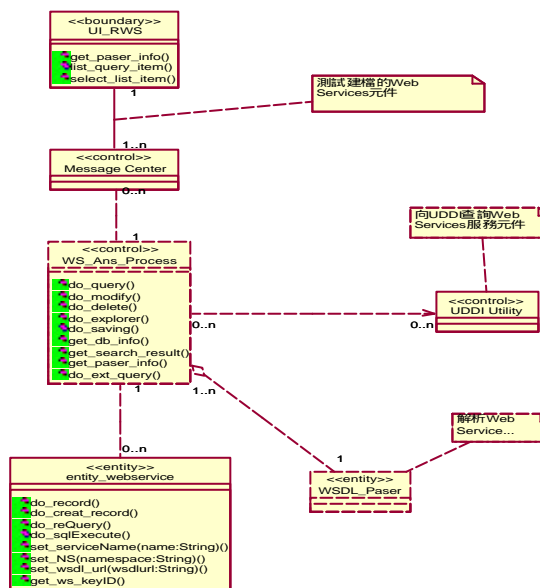 <<boundary>>
UI_RWS
get_paser_info()
list_query_item()
select_list_item()
1
測試建檔的Web
Services元件
1..n
<<control>>
Message Center
0..n
向UDDI查詢Web
Services服務元件
1
<<control>>
WS_Ans_Process
do_query()
do_modify()
do_delete()
do_explorer()
do_saving()
get_db_info()
get_search_result()
get_paser_info()
do_ext_query()
<<control>>
UDDI Utility
0..n
0..n
1
1..n
解析Web
Service...
0..n
1
<<entity>>
WSDL_Paser
<<entity>>
entity_webservice
do_record()
do_creat_record()
do_reQuery()
do_sqlExecute()
set_serviceName(name:String)()
set_NS(namespace:String)()
set_wsdl_url(wsdlurl:String)()
get_ws_keyID()